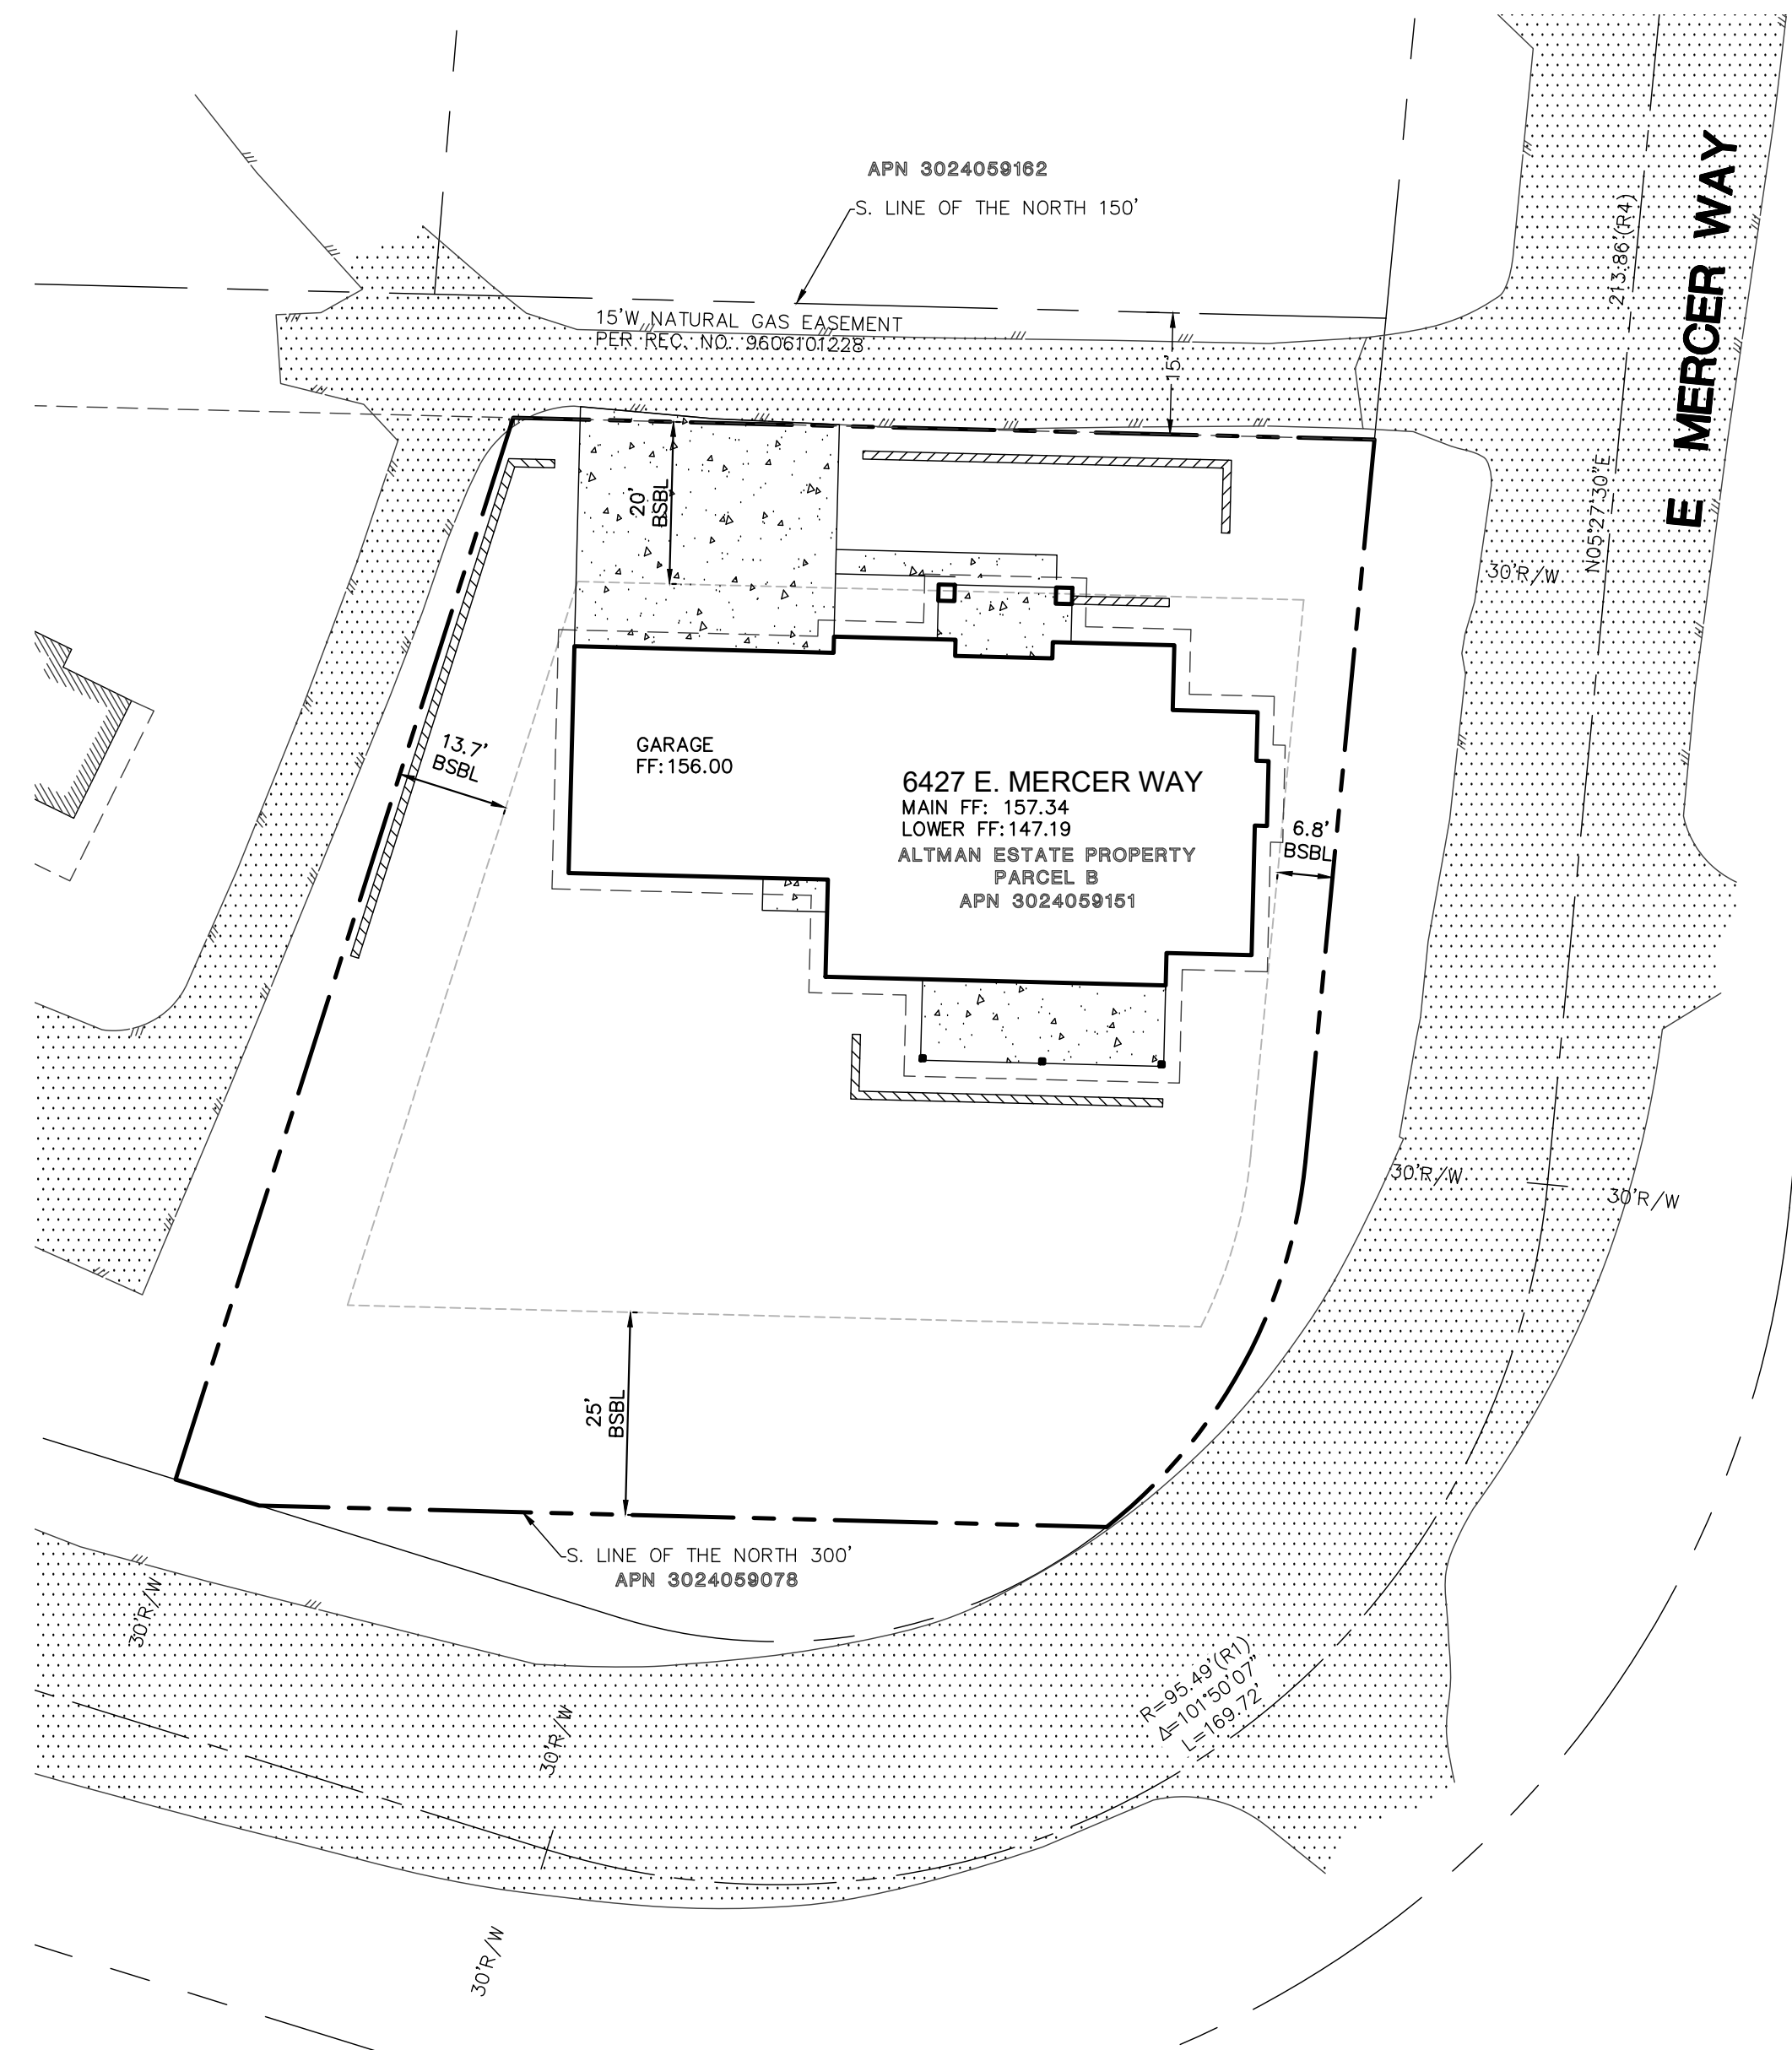 APN 3024059162
S. LINE OF THE NORTH 150'
15'W NATURAL GAS EASEMENT
PER REC. NO. 9606101228
15'
213.86'(R4)
E MERCER WAY
N05°27'30"E
30'R/W
20'
BSBL
13.7'
BSBL
GARAGE
FF:156.00
6427 E. MERCER WAY
MAIN FF: 157.34
LOWER FF:147.19
ALTMAN ESTATE PROPERTY
PARCEL B
APN 3024059151
6.8'
BSBL
30'R/W
30'R/W
25'
BSBL
S. LINE OF THE NORTH 300'
APN 3024059078
30'R/W
30'R/W
R=95.49'(R1)
Δ=101°50'07"
L=169.72'
30'R/W